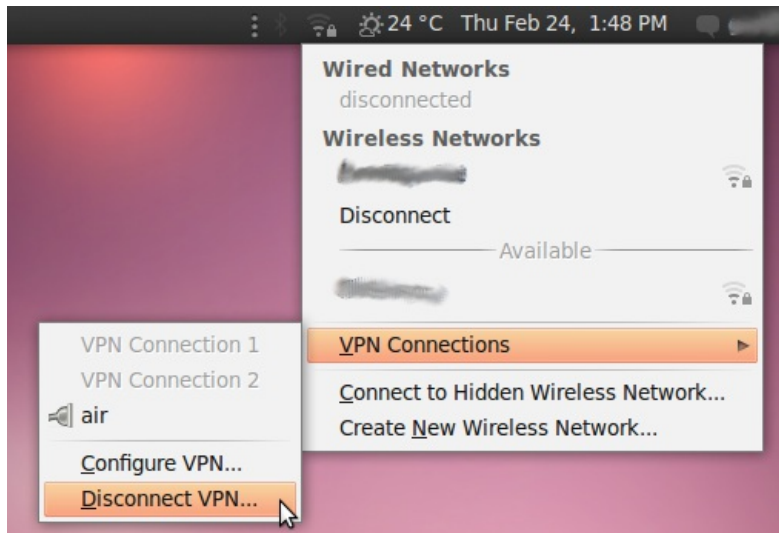 24 °C Thu Feb 24, 1:48 PM
Wired Networks
disconnected
Wireless Networks
Disconnect
Available
VPN Connections
Connect to Hidden Wireless Network...
Create New Wireless Network...
VPN Connection 1
VPN Connection 2
air
Configure VPN...
Disconnect VPN...